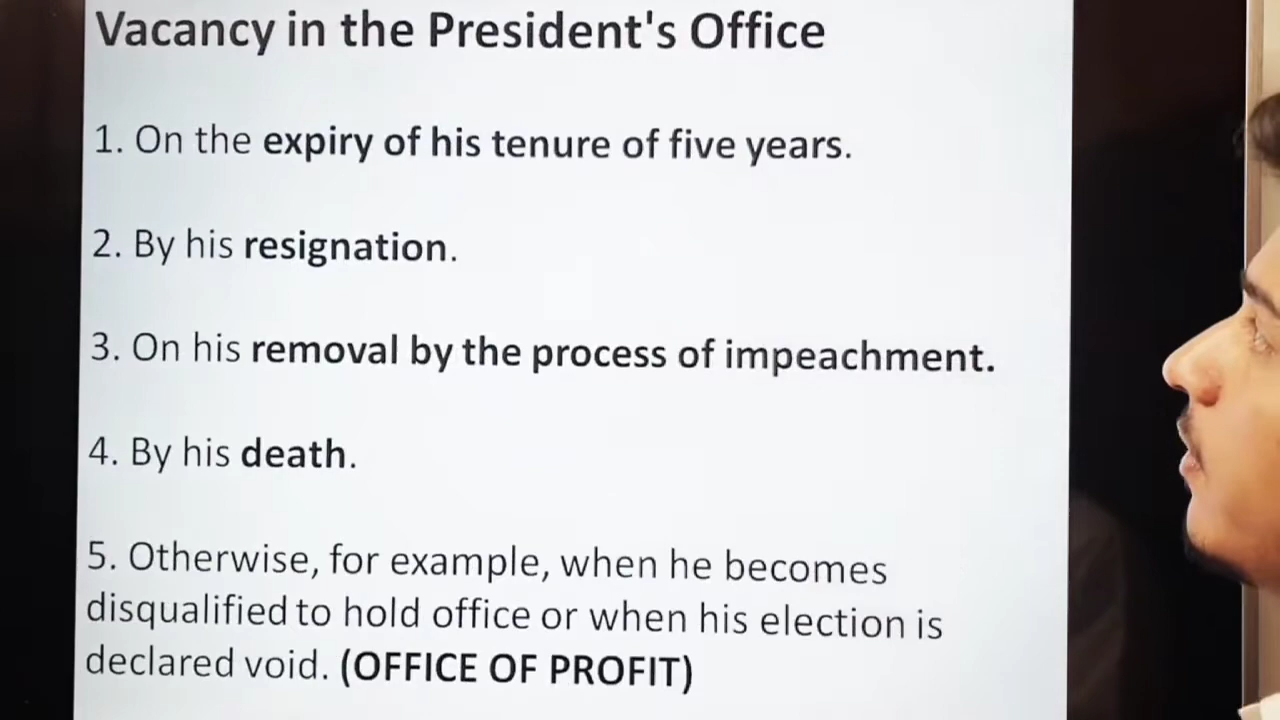 Vacancy in the President's Office
1. On the expiry of his tenure of five years.
2. By his resignation.
3. On his removal by the process of impeachment.
4. By his death.
5. Otherwise, for example, when he becomes
disqualified to hold office or when his election is
declared void. (OFFICE OF PROFIT)